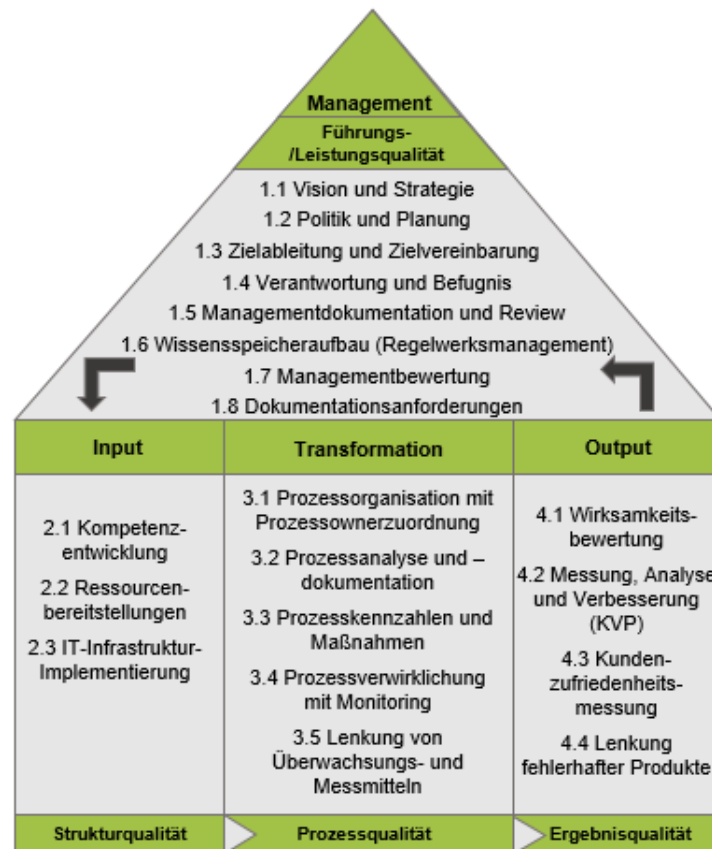 Management
Führungs-
/Leistungsqualität
1.1 Vision und Strategie
1.2 Politik und Planung
1.3 Zielableitung und Zielvereinbarung
1.4 Verantwortung und Befugnis
1.5 Managementdokumentation und Review
1.6 Wissensspeicheraufbau (Regelwerksmanagement)
1.7 Managementbewertung
1.8 Dokumentationsanforderungen
Input
2.1 Kompetenz-
entwicklung
2.2 Ressourcen-
bereitstellungen
2.3 IT-Infrastruktur-
Implementierung
Strukturqualität
Transformation
3.1 Prozessorganisation mit
Prozessownerzuordnung
3.2 Prozessanalyse und –
dokumentation
3.3 Prozesskennzahlen und
Maßnahmen
3.4 Prozessverwirklichung
mit Monitoring
3.5 Lenkung von
Überwachungs- und
Messmitteln
Prozessqualität
Output
4.1 Wirksamkeits-
bewertung
4.2 Messung, Analyse
und Verbesserung
(KVP)
4.3 Kunden-
zufriedenheits-
messung
4.4 Lenkung
fehlerhafter Produkte
Ergebnisqualität